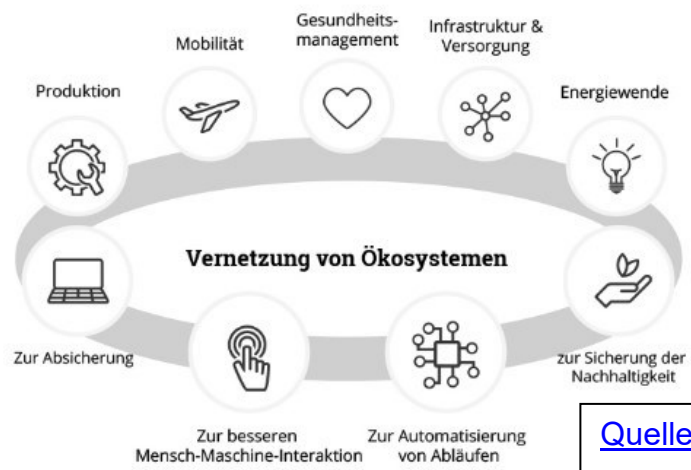 Gesundheits-
management
Infrastruktur &
Versorgung
Mobilität
Produktion
Energiewende
Vernetzung von Ökosystemen
Zur Absicherung
zur Sicherung der
Nachhaltigkeit
Zur besseren
Mensch-Maschine-Interaktion
Zur Automatisierung
von Abläufen
Quelle